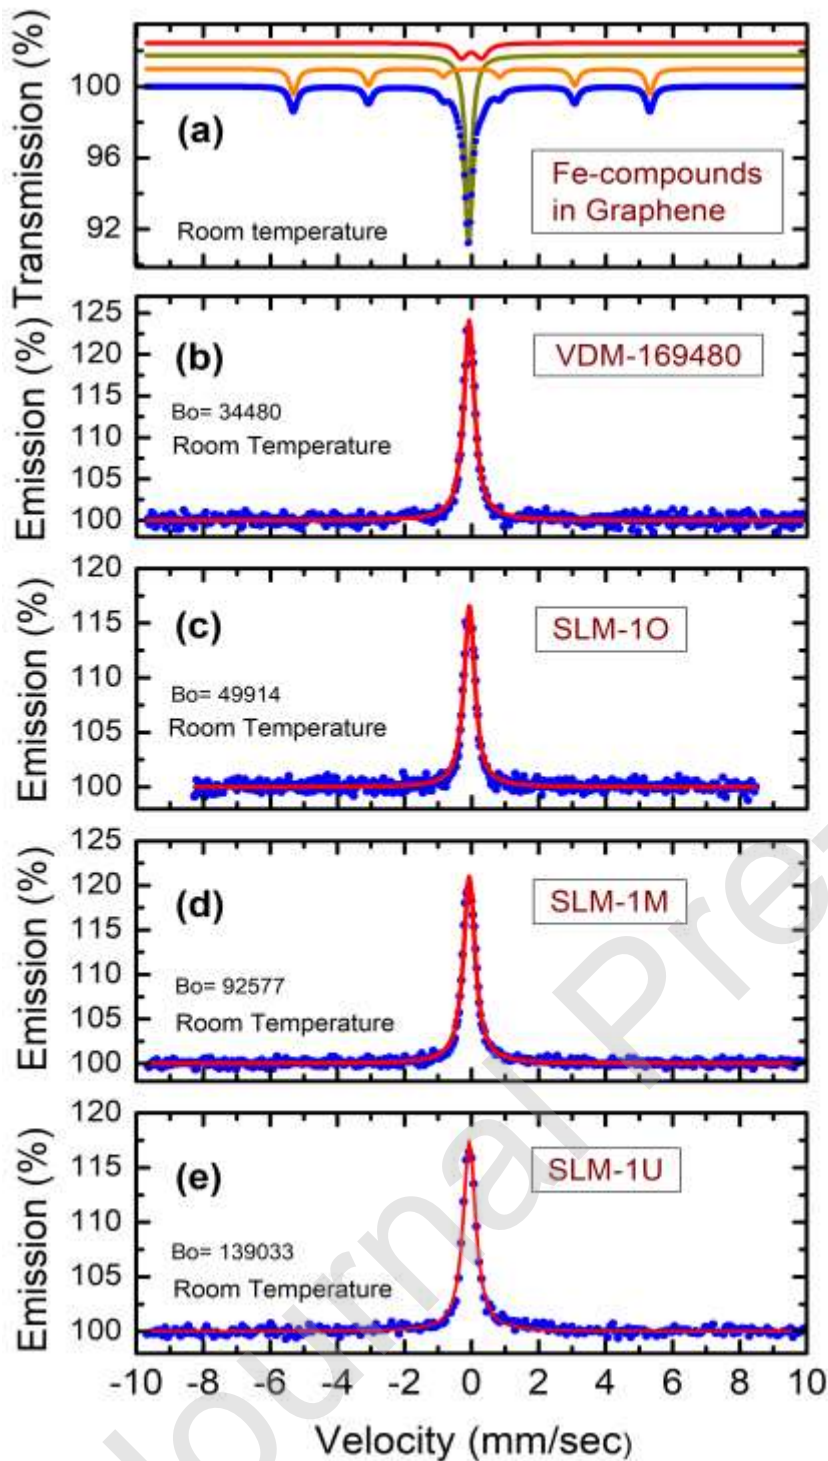 Transmission (%)
100
96
92
(a)
Fe-compounds
in Graphene
Room temperature
Emission (%)
125
120
115
110
105
100
(b)
VDM-169480
Bo= 34480
Room Temperature
Emission (%)
120
115
110
105
100
(c)
SLM-1O
Bo= 49914
Room Temperature
Emission (%)
125
120
115
110
105
100
(d)
SLM-1M
Bo= 92577
Room Temperature
Emission (%)
120
115
110
105
100
(e)
SLM-1U
Bo= 139033
Room Temperature
-10 -8 -6 -4 -2 0 2 4 6 8 10
Velocity (mm/sec)
Journal Pre-